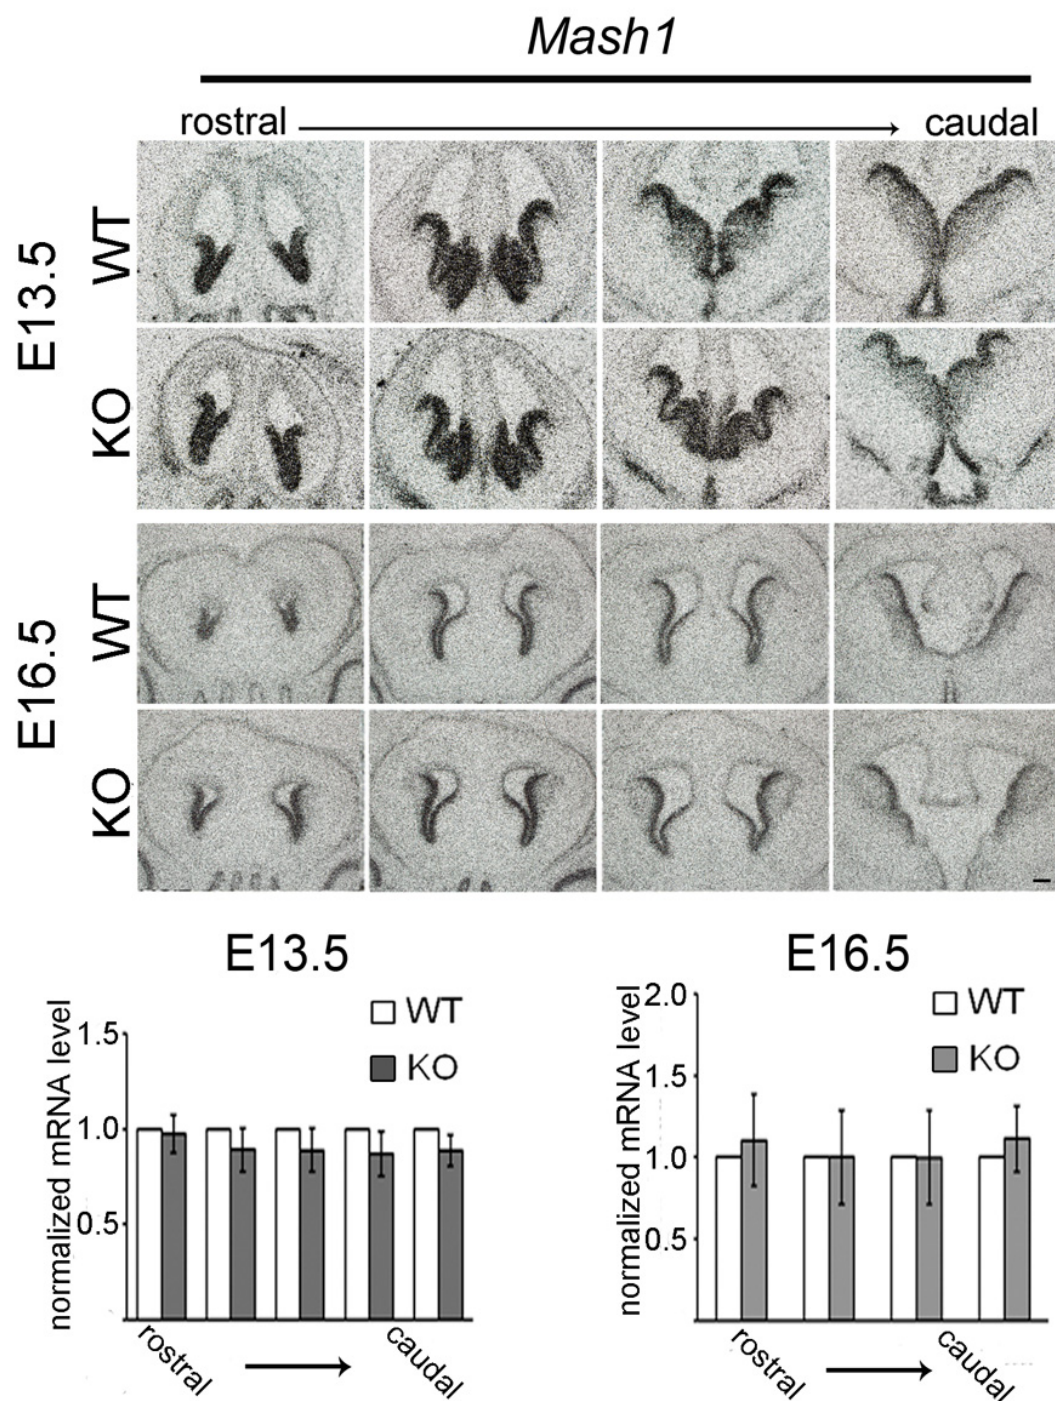 Mash1
rostral caudal
E13.5
WT
KO
E16.5
WT
KO
E13.5
normalized mRNA level
1.5
1.0
0.5
WT
KO
rostral
caudal
E16.5
normalized mRNA level
2.0
1.5
1.0
0.5
WT
KO
rostral
caudal